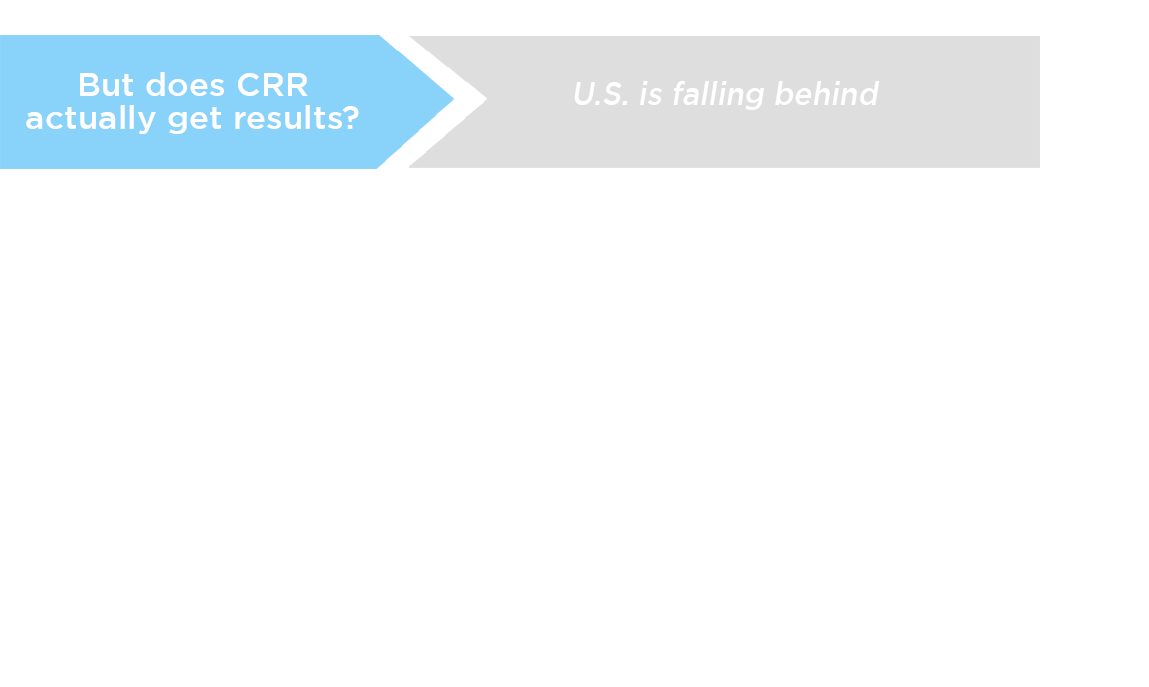 But does CRR
actually get results?
U.S. is falling behind